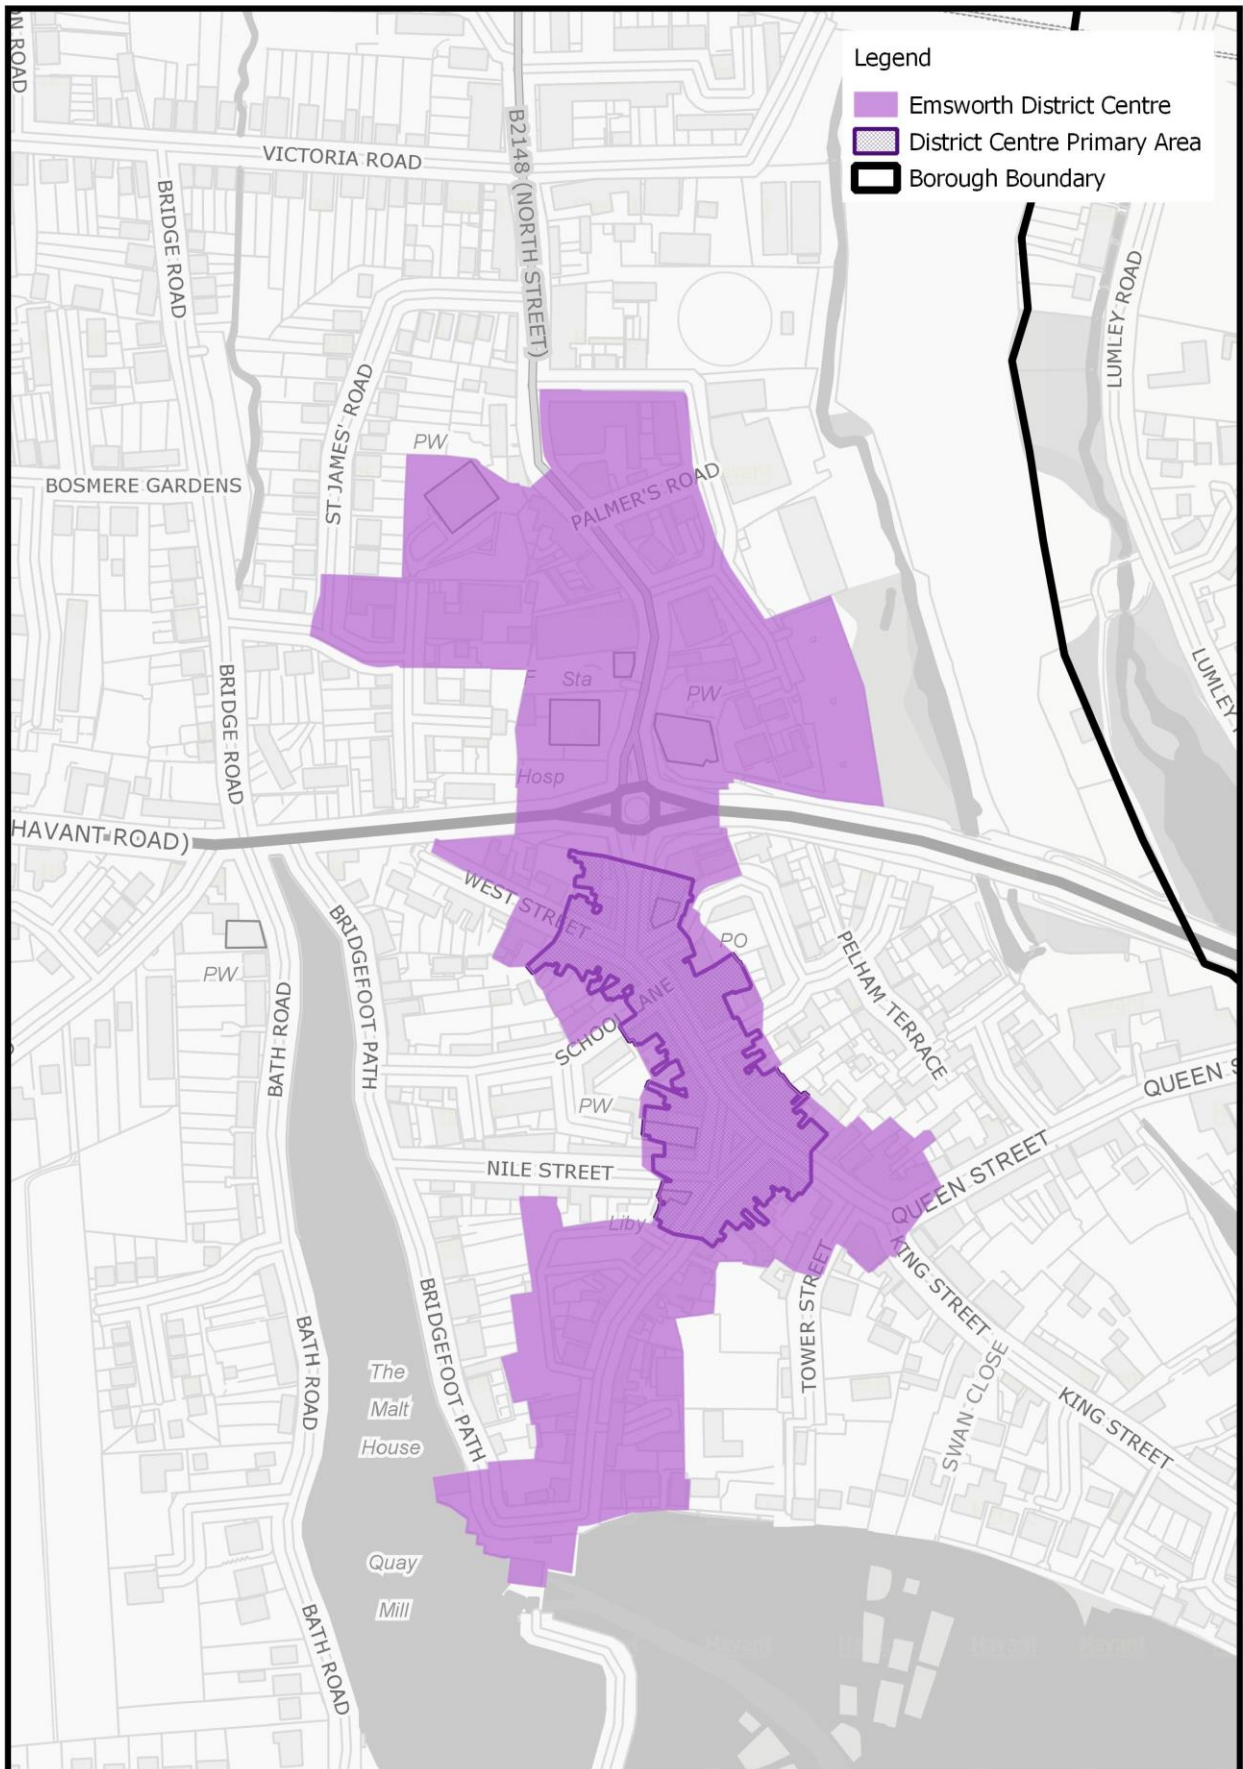 N ROAD
Legend
Emsworth District Centre
District Centre Primary Area
Borough Boundary
VICTORIA ROAD
B2148 (NORTH STREET)
BRIDGE ROAD
LUMLEY ROAD
ST JAMES' ROAD
PW
BOSMERE GARDENS
PALMER'S ROAD
LUMLEY
BRIDGE ROAD
F Sta
PW
Hosp
HAVANT ROAD)
WEST STREET
PW
BRIDGEFOOT PATH
PO
PELHAM TERRACE
BATH ROAD
SCHOOL LANE
QUEEN S
PW
NILE STREET
QUEEN STREET
Liby
KING STREET
TOWER STREET
BRIDGEFOOT PATH
BATH ROAD
The
Malt
House
SWAN CLOSE
KING STREET
Quay
Mill
BATH ROAD